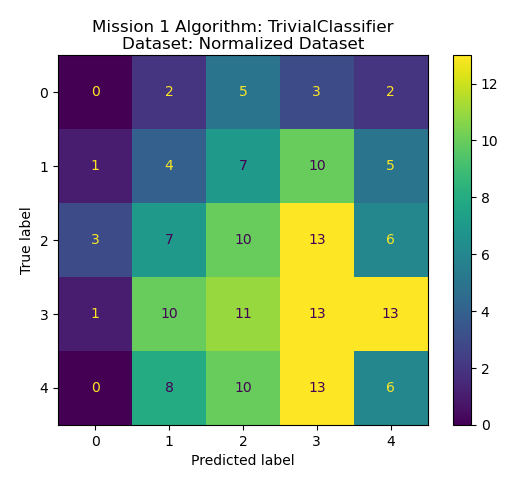 Mission 1 Algorithm: TrivialClassifier
Dataset: Normalized Dataset
True label
0 0 2 5 3 2
1 1 4 7 10 5
2 3 7 10 13 6
3 1 10 11 13 13
4 0 8 10 13 6
0 1 2 3 4
Predicted label
12
10
8
6
4
2
0